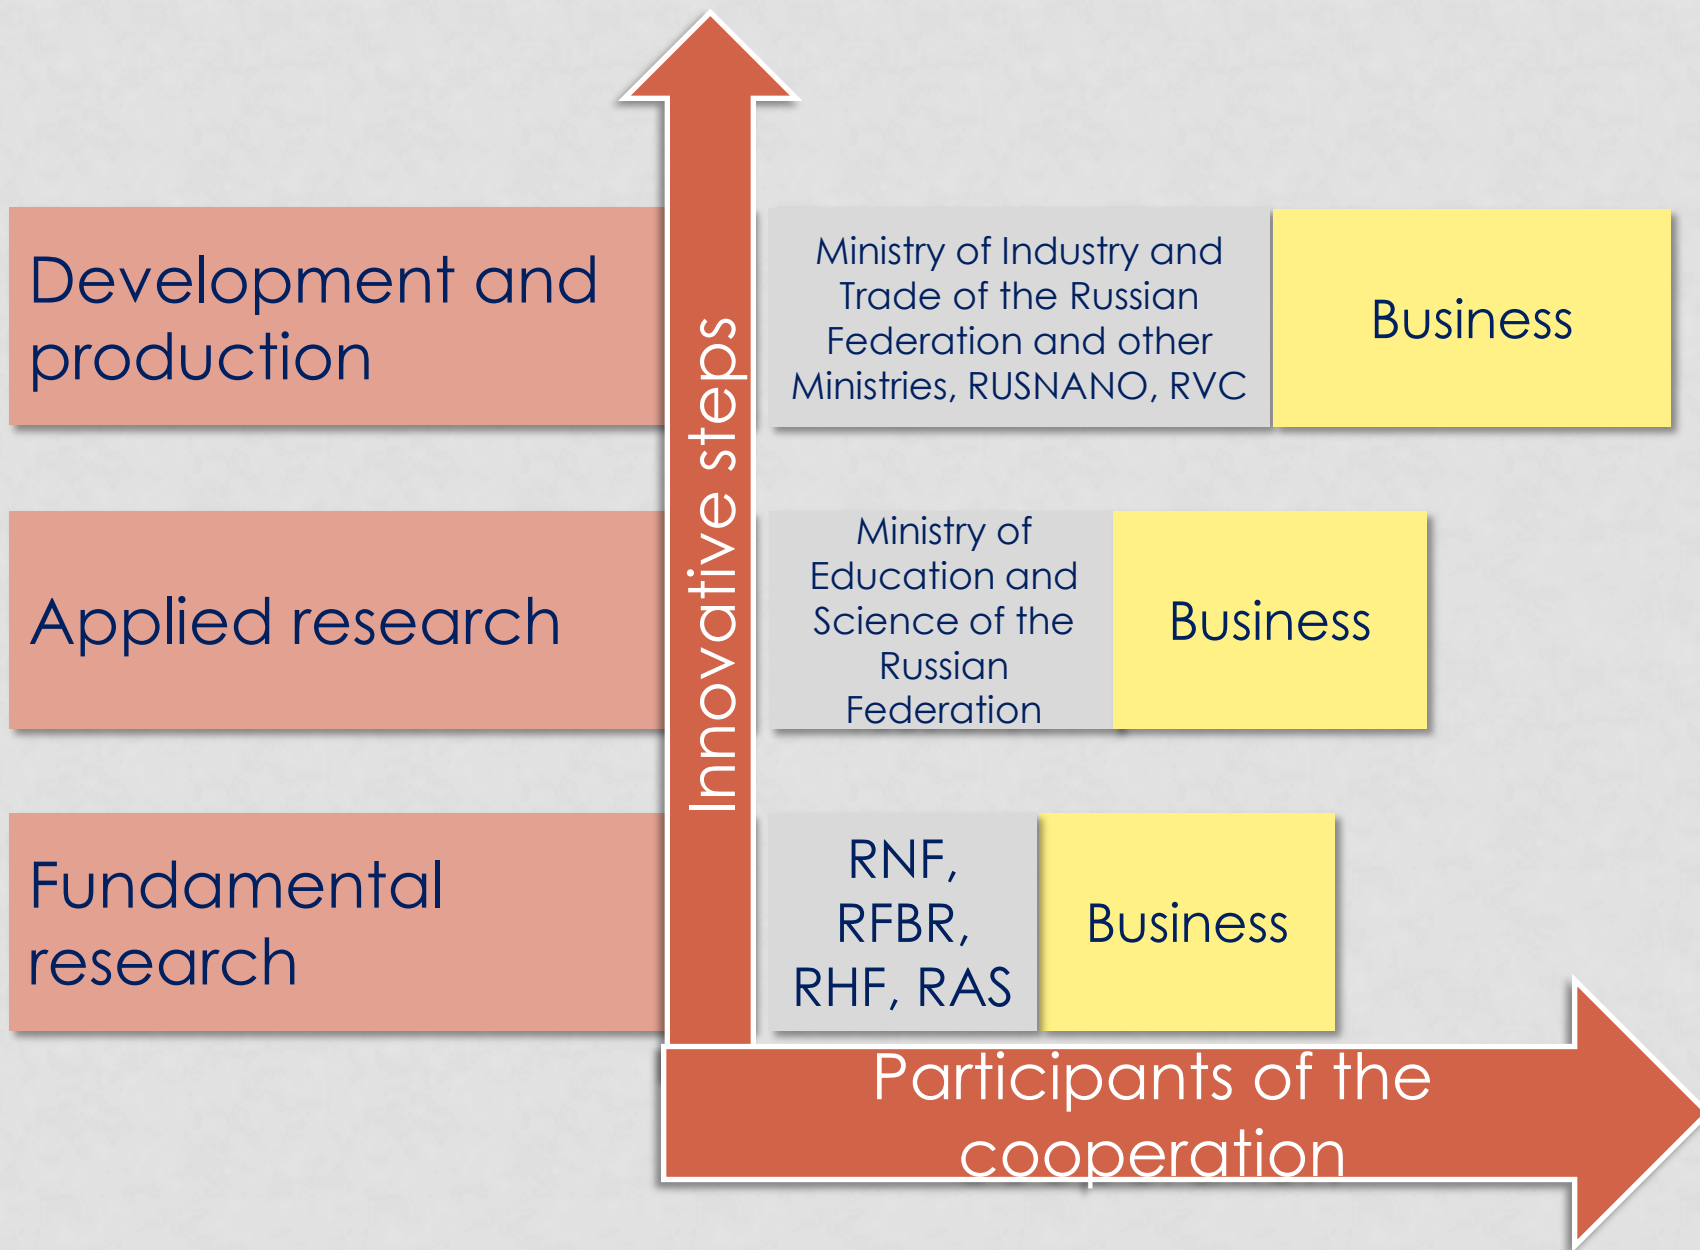 Development and
production
Innovative steps
Ministry of Industry and
Trade of the Russian
Federation and other
Ministries, RUSNANO, RVC
Business
Applied research
Ministry of
Education and
Science of the
Russian
Federation
Business
Fundamental
research
RNF,
RFBR,
RHF, RAS
Business
Participants of the
cooperation